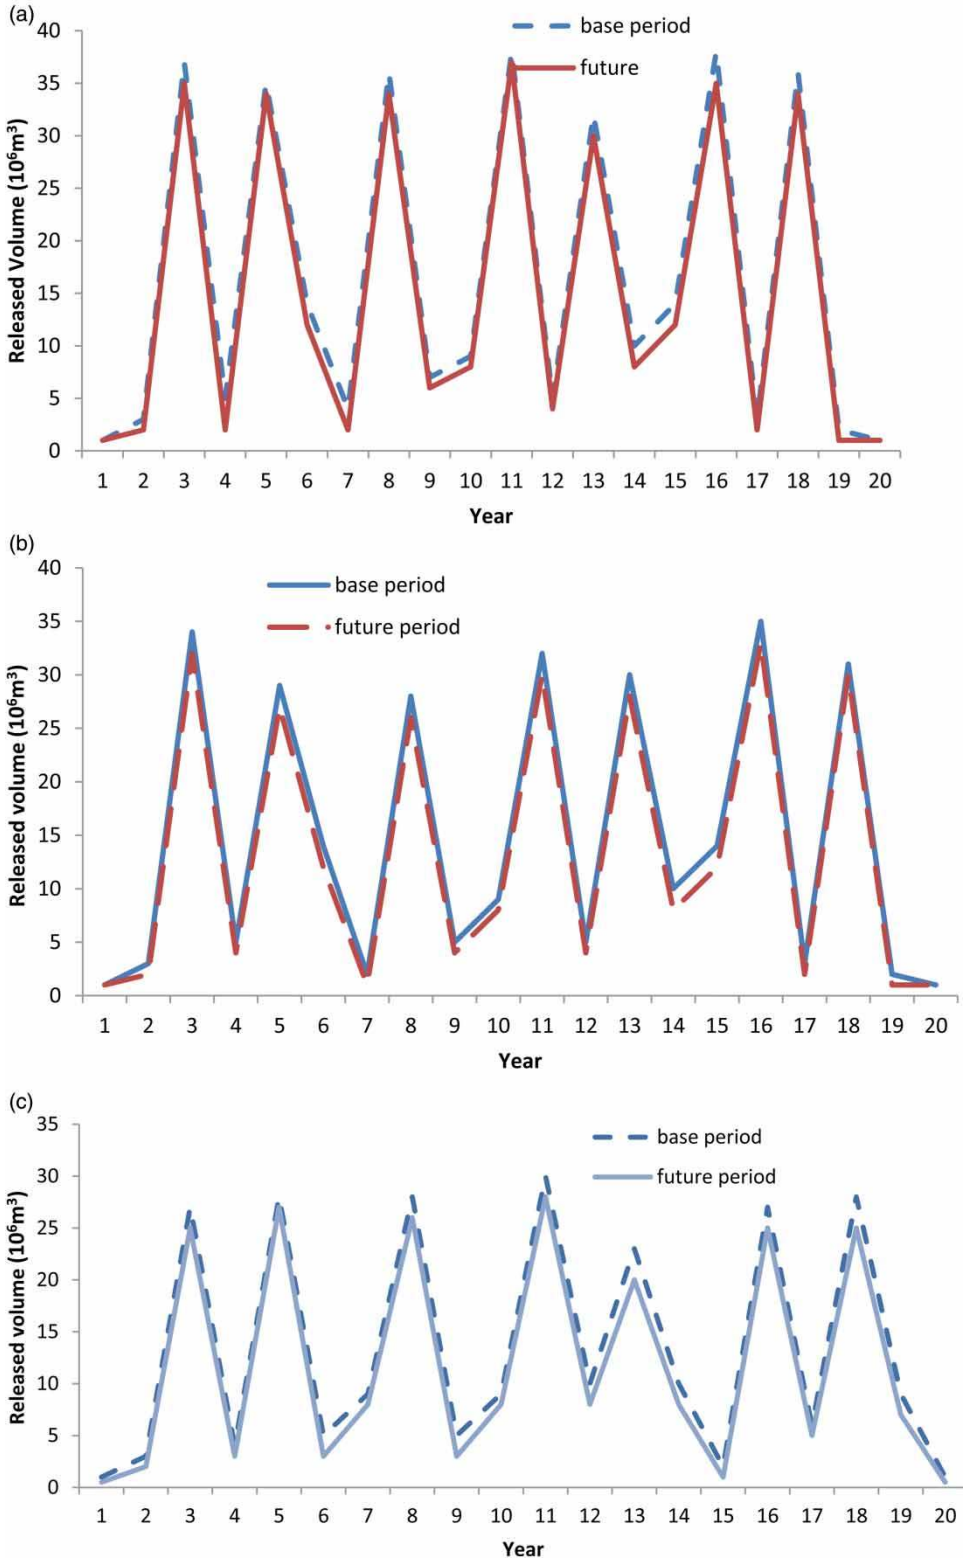 (a)
40
35
30
25
20
15
10
5
0
Released Volume (10⁶m³)
base period
future
1 2 3 4 5 6 7 8 9 10 11 12 13 14 15 16 17 18 19 20
Year
(b)
40
35
30
25
20
15
10
5
0
Released volume (10⁶m³)
base period
future period
1 2 3 4 5 6 7 8 9 10 11 12 13 14 15 16 17 18 19 20
Year
(c)
35
30
25
20
15
10
5
0
Released volume (10⁶m³)
base period
future period
1 2 3 4 5 6 7 8 9 10 11 12 13 14 15 16 17 18 19 20
Year